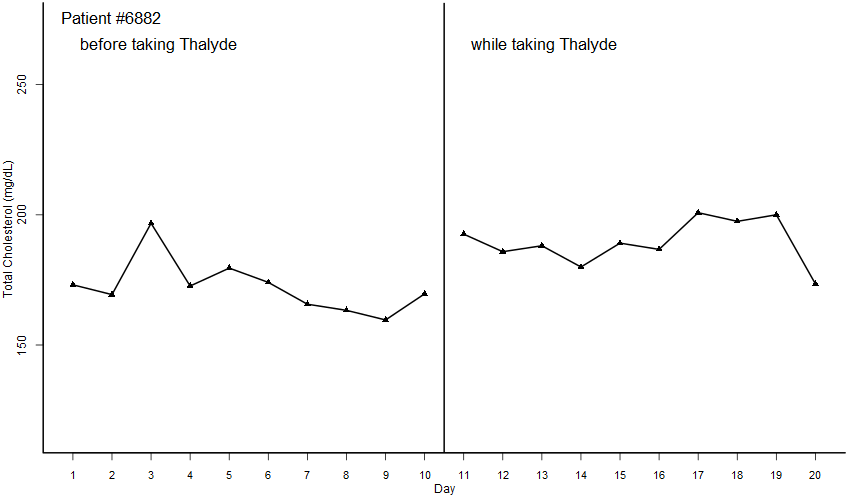 Patient #6882
before taking Thalyde
while taking Thalyde
Total Cholesterol (mg/dL)
250
200
150
1 2 3 4 5 6 7 8 9 10 11 12 13 14 15 16 17 18 19 20
Day